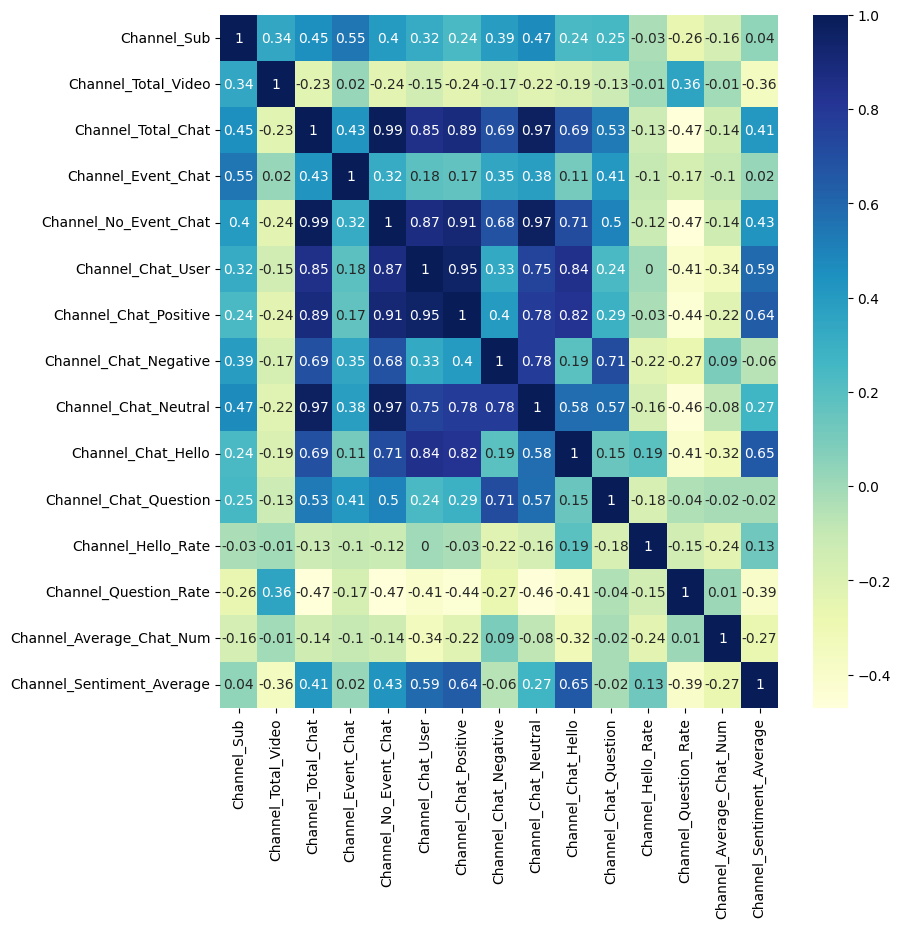 Channel_Sub 1 0.34 0.45 0.55 0.4 0.32 0.24 0.39 0.47 0.24 0.25 -0.03 -0.26 -0.16 0.04
Channel_Total_Video 0.34 1 -0.23 0.02 -0.24 -0.15 -0.24 -0.17 -0.22 -0.19 -0.13 -0.01 0.36 -0.01 -0.36
Channel_Total_Chat 0.45 -0.23 1 0.43 0.99 0.85 0.89 0.69 0.97 0.69 0.53 -0.13 -0.47 -0.14 0.41
Channel_Event_Chat 0.55 0.02 0.43 1 0.32 0.18 0.17 0.35 0.38 0.11 0.41 -0.1 -0.17 -0.1 0.02
Channel_No_Event_Chat 0.4 -0.24 0.99 0.32 1 0.87 0.91 0.68 0.97 0.71 0.5 -0.12 -0.47 -0.14 0.43
Channel_Chat_User 0.32 -0.15 0.85 0.18 0.87 1 0.95 0.33 0.75 0.84 0.24 0 -0.41 -0.34 0.59
Channel_Chat_Positive 0.24 -0.24 0.89 0.17 0.91 0.95 1 0.4 0.78 0.82 0.29 -0.03 -0.44 -0.22 0.64
Channel_Chat_Negative 0.39 -0.17 0.69 0.35 0.68 0.33 0.4 1 0.78 0.19 0.71 -0.22 -0.27 0.09 -0.06
Channel_Chat_Neutral 0.47 -0.22 0.97 0.38 0.97 0.75 0.78 0.78 1 0.58 0.57 -0.16 -0.46 -0.08 0.27
Channel_Chat_Hello 0.24 -0.19 0.69 0.11 0.71 0.84 0.82 0.19 0.58 1 0.15 0.19 -0.41 -0.32 0.65
Channel_Chat_Question 0.25 -0.13 0.53 0.41 0.5 0.24 0.29 0.71 0.57 0.15 1 -0.18 -0.04 -0.02 -0.02
Channel_Hello_Rate -0.03 -0.01 -0.13 -0.1 -0.12 0 -0.03 -0.22 -0.16 0.19 -0.18 1 -0.15 -0.24 0.13
Channel_Question_Rate -0.26 0.36 -0.47 -0.17 -0.47 -0.41 -0.44 -0.27 -0.46 -0.41 -0.04 -0.15 1 0.01 -0.39
Channel_Average_Chat_Num -0.16 -0.01 -0.14 -0.1 -0.14 -0.34 -0.22 0.09 -0.08 -0.32 -0.02 -0.24 0.01 1 -0.27
Channel_Sentiment_Average 0.04 -0.36 0.41 0.02 0.43 0.59 0.64 -0.06 0.27 0.65 -0.02 0.13 -0.39 -0.27 1
Channel_Sub
Channel_Total_Video
Channel_Total_Chat
Channel_Event_Chat
Channel_No_Event_Chat
Channel_Chat_User
Channel_Chat_Positive
Channel_Chat_Negative
Channel_Chat_Neutral
Channel_Chat_Hello
Channel_Chat_Question
Channel_Hello_Rate
Channel_Question_Rate
Channel_Average_Chat_Num
Channel_Sentiment_Average
1.0
0.8
0.6
0.4
0.2
0.0
−0.2
−0.4